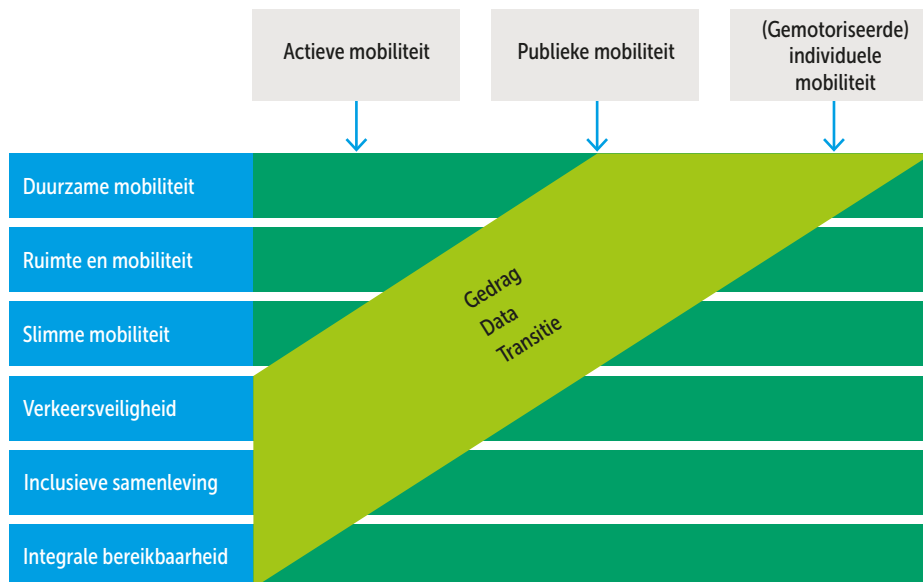 Actieve mobiliteit
Publieke mobiliteit
(Gemotoriseerde)
individuele
mobiliteit
Duurzame mobiliteit
Ruimte en mobiliteit
Slimme mobiliteit
Verkeersveiligheid
Inclusieve samenleving
Integrale bereikbaarheid
Gedrag
Data
Transitie